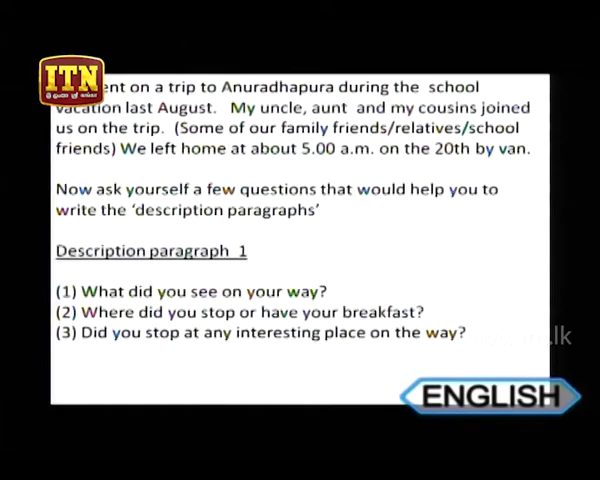 ITN
ent on a trip to Anuradhapura during the school
vacation last August. My uncle, aunt and my cousins joined
us on the trip. (Some of our family friends/relatives/school
friends) We left home at about 5.00 a.m. on the 20th by van.
Now ask yourself a few questions that would help you to
write the ‘description paragraphs’
Description paragraph 1
(1) What did you see on your way?
(2) Where did you stop or have your breakfast?
(3) Did you stop at any interesting place on the way?
.lk
ENGLISH